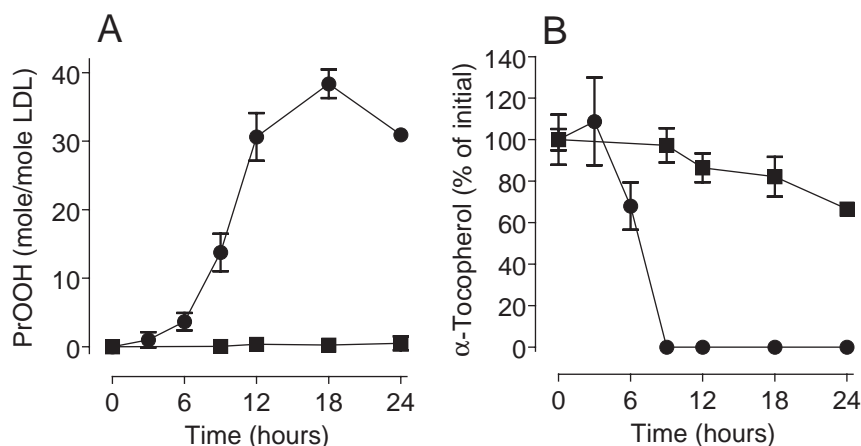 A
PrOOH (mole/mole LDL)
40
30
20
10
0
0 6 12 18 24
Time (hours)
B
α-Tocopherol (% of initial)
140
120
100
80
60
40
20
0
0 6 12 18 24
Time (hours)